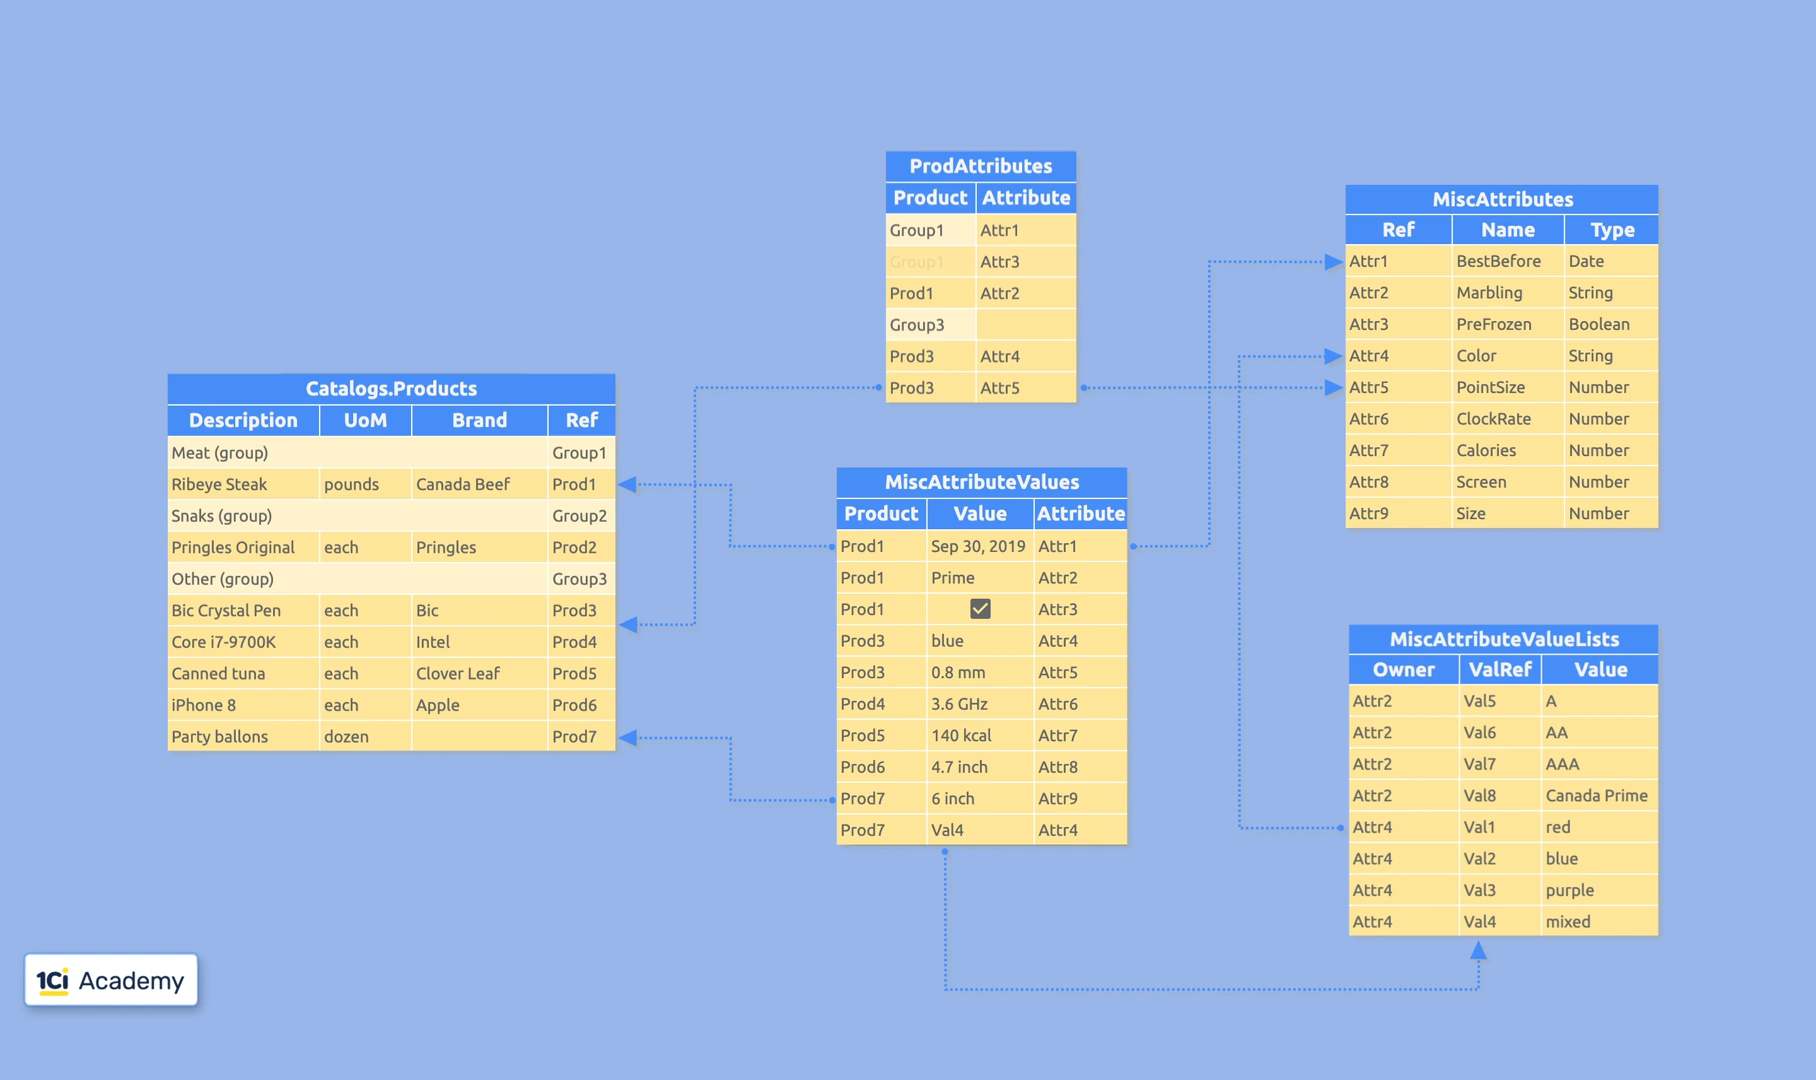 ProdAttributes
Product Attribute
Group1 Attr1
Group1 Attr3
Prod1 Attr2
Group3
Prod3 Attr4
Prod3 Attr5
MiscAttributes
Ref Name Type
Attr1 BestBefore Date
Attr2 Marbling String
Attr3 PreFrozen Boolean
Attr4 Color String
Attr5 PointSize Number
Attr6 ClockRate Number
Attr7 Calories Number
Attr8 Screen Number
Attr9 Size Number
Catalogs.Products
Description UoM Brand Ref
Meat (group) Group1
Ribeye Steak pounds Canada Beef Prod1
Snaks (group) Group2
Pringles Original each Pringles Prod2
Other (group) Group3
Bic Crystal Pen each Bic Prod3
Core i7-9700K each Intel Prod4
Canned tuna each Clover Leaf Prod5
iPhone 8 each Apple Prod6
Party ballons dozen Prod7
MiscAttributeValues
Product Value Attribute
Prod1 Sep 30, 2019 Attr1
Prod1 Prime Attr2
Prod1 Attr3
Prod3 blue Attr4
Prod3 0.8 mm Attr5
Prod4 3.6 GHz Attr6
Prod5 140 kcal Attr7
Prod6 4.7 inch Attr8
Prod7 6 inch Attr9
Prod7 Val4 Attr4
MiscAttributeValueLists
Owner ValRef Value
Attr2 Val5 A
Attr2 Val6 AA
Attr2 Val7 AAA
Attr2 Val8 Canada Prime
Attr4 Val1 red
Attr4 Val2 blue
Attr4 Val3 purple
Attr4 Val4 mixed
1Ci Academy